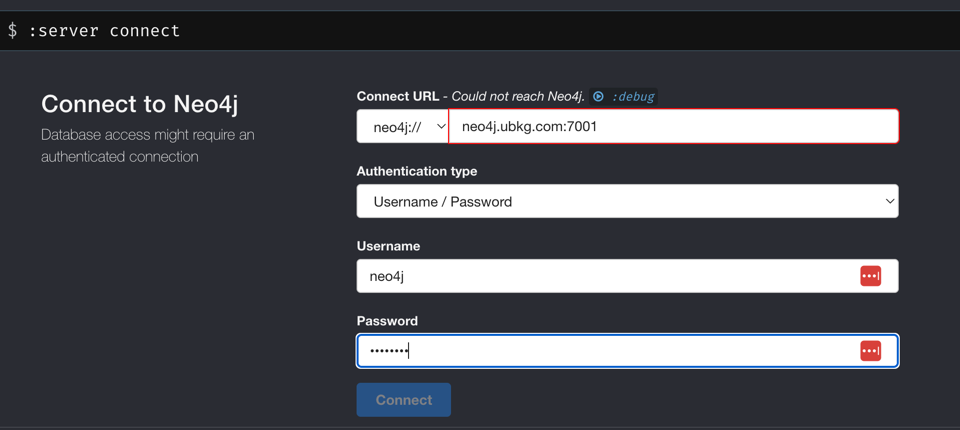 $ :server connect
Connect to Neo4j
Database access might require an
authenticated connection
Connect URL - Could not reach Neo4j. :debug
neo4j:// neo4j.ubkg.com:7001
Authentication type
Username / Password
Username
neo4j
Password
••••••••
Connect